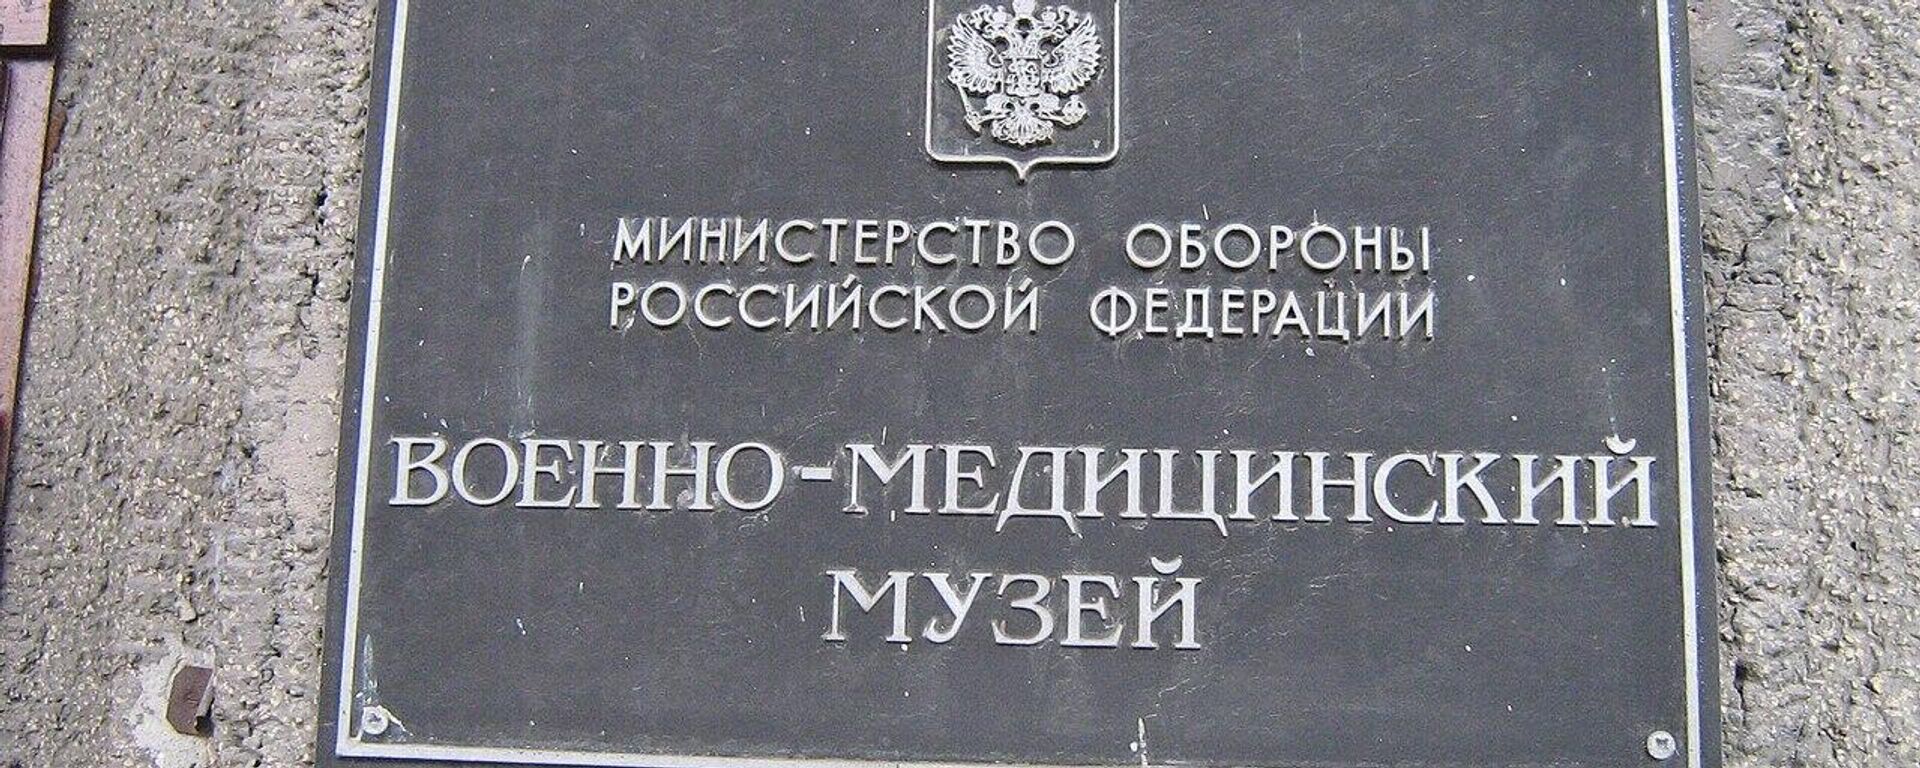 МИНИСТЕРСТВО ОБОРОНЫ
РОССИЙСКОЙ ФЕДЕРАЦИИ
ВОЕННО-МЕДИЦИНСКИЙ
МУЗЕЙ